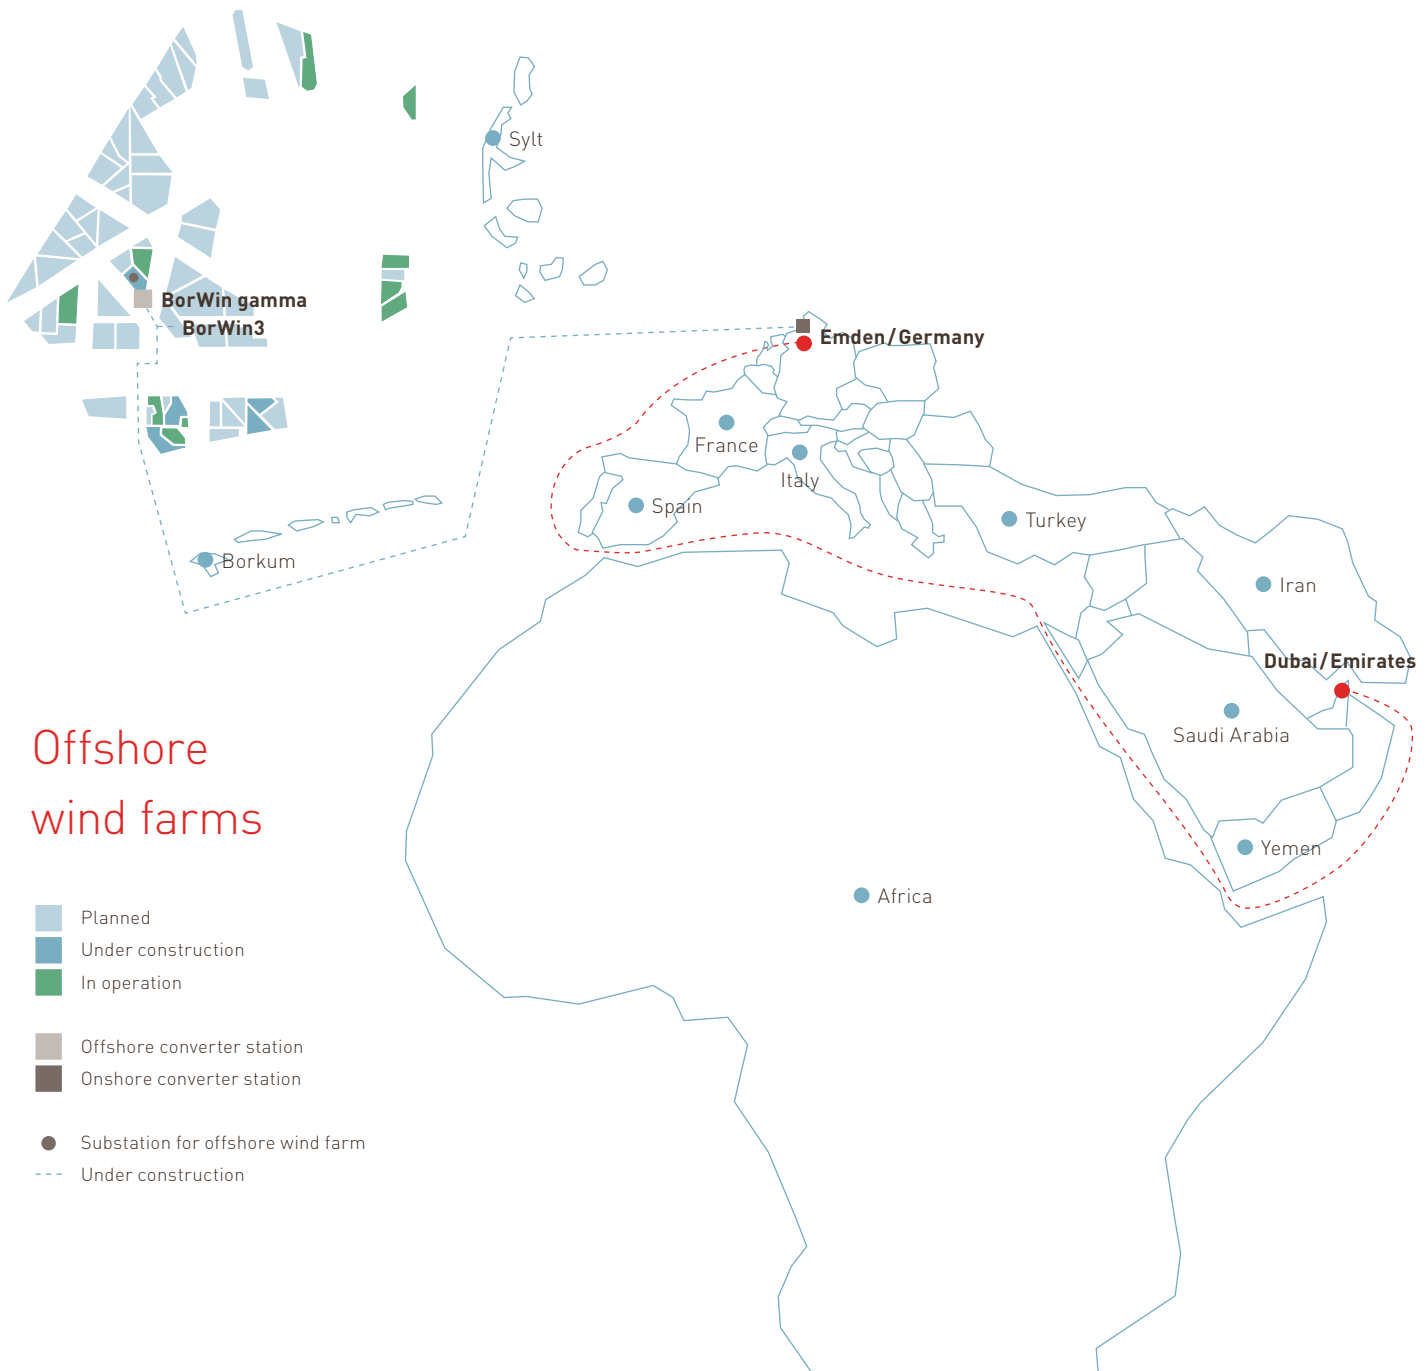 Sylt
BorWin gamma
BorWin3
Emden/Germany
France
Italy
Spain
Turkey
Borkum
Iran
Dubai/Emirates
Saudi Arabia
Yemen
Africa
Offshore
wind farms
Planned
Under construction
In operation
Offshore converter station
Onshore converter station
Substation for offshore wind farm
Under construction